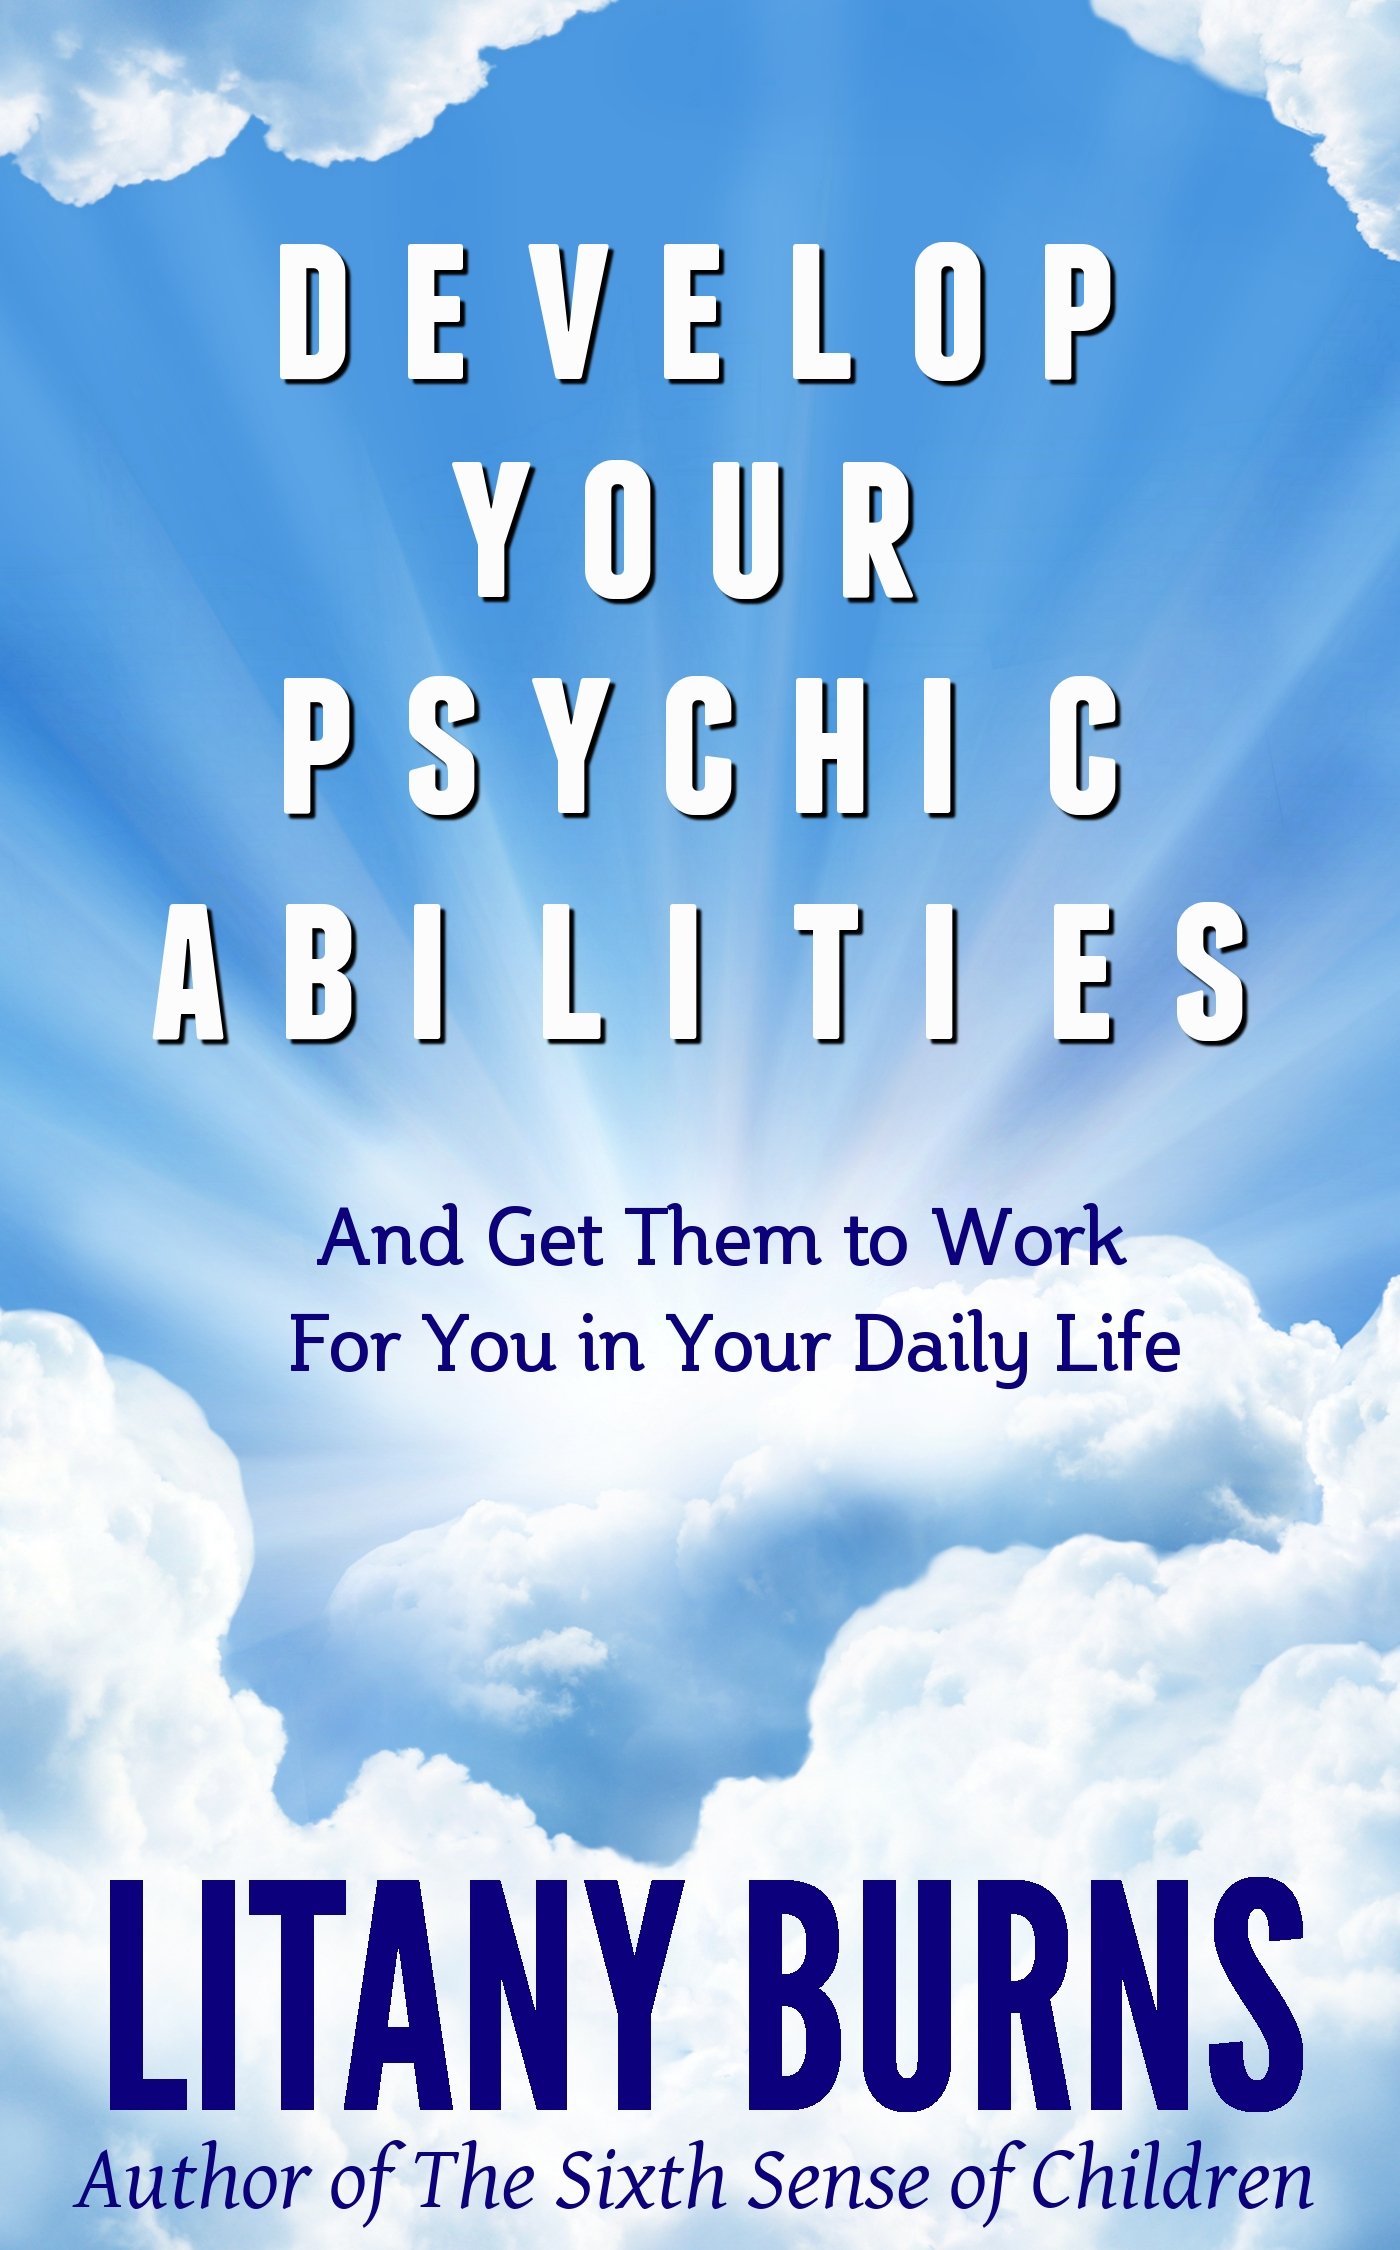 DEVELOP
YOUR
PSYCHIC
ABILITIES
And Get Them to Work
For You in Your Daily Life
LITANY BURNS
Author of The Sixth Sense of Children